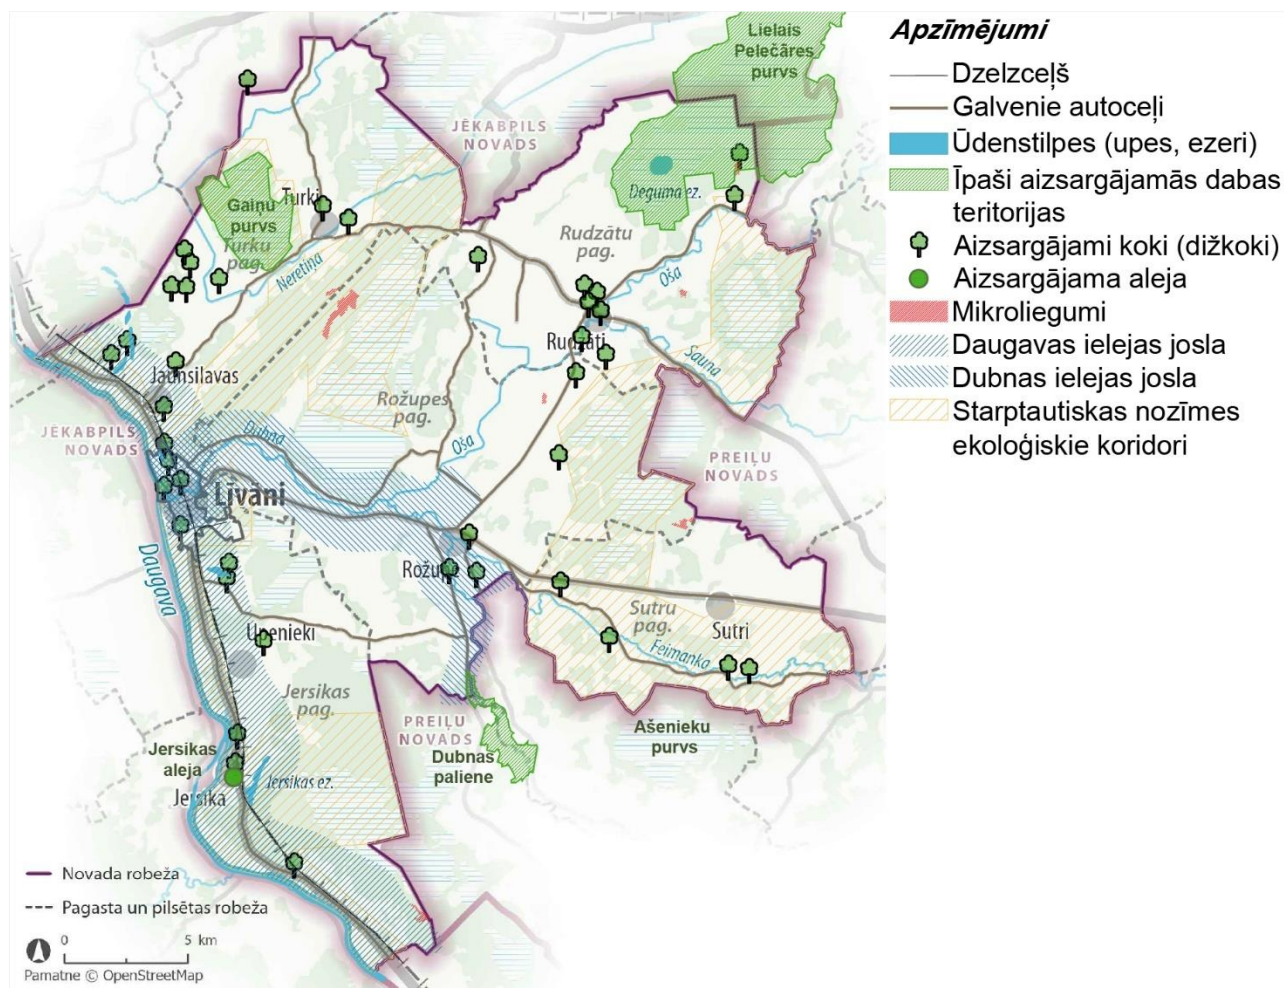 Apzīmējumi
Dzelzceļš
Galvenie autoceļi
Ūdenstilpes (upes, ezeri)
Īpaši aizsargājamās dabas
teritorijas
Aizsargājami koki (dižkoki)
Aizsargājama aleja
Mikroliegumi
Daugavas ielejas josla
Dubnas ielejas josla
Starptautiskas nozīmes
ekoloģiskie koridori
Lielais
Pelečāres
purvs
JĒKABPILS
NOVADS
Deguma ez.
Turki
Gaiņu
purvs
Turku
pag.
Neretiņa
Rudzātu
pag.
Oša
Rudzāti
Sauna
Jaunsilavas
Rožupes
pag.
JĒKABPILS
NOVADS
Dubna
Oša
PREIĻU
NOVADS
Līvāni
Daugava
Rožupe
Upenieki
Sutru
pag.
Sutri
Feimanka
Jersikas
pag.
PREIĻU
NOVADS
Ašenieku
purvs
Dubnas
paliene
Jersikas
aleja
Jersikas ez.
Jersika
Novada robeža
Pagasta un pilsētas robeža
0 5 km
Pamatne © OpenStreetMap